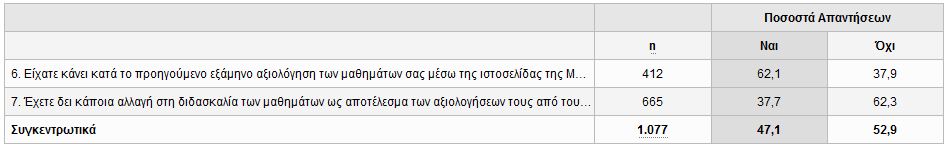 Ποσοστά Απαντήσεων
n Ναι Όχι
6. Είχατε κάνει κατά το προηγούμενο εξάμηνο αξιολόγηση των μαθημάτων σας μέσω της ιστοσελίδας της Μ... 412 62,1 37,9
7. Έχετε δει κάποια αλλαγή στη διδασκαλία των μαθημάτων ως αποτέλεσμα των αξιολογήσεων τους από του... 665 37,7 62,3
Συγκεντρωτικά 1.077 47,1 52,9